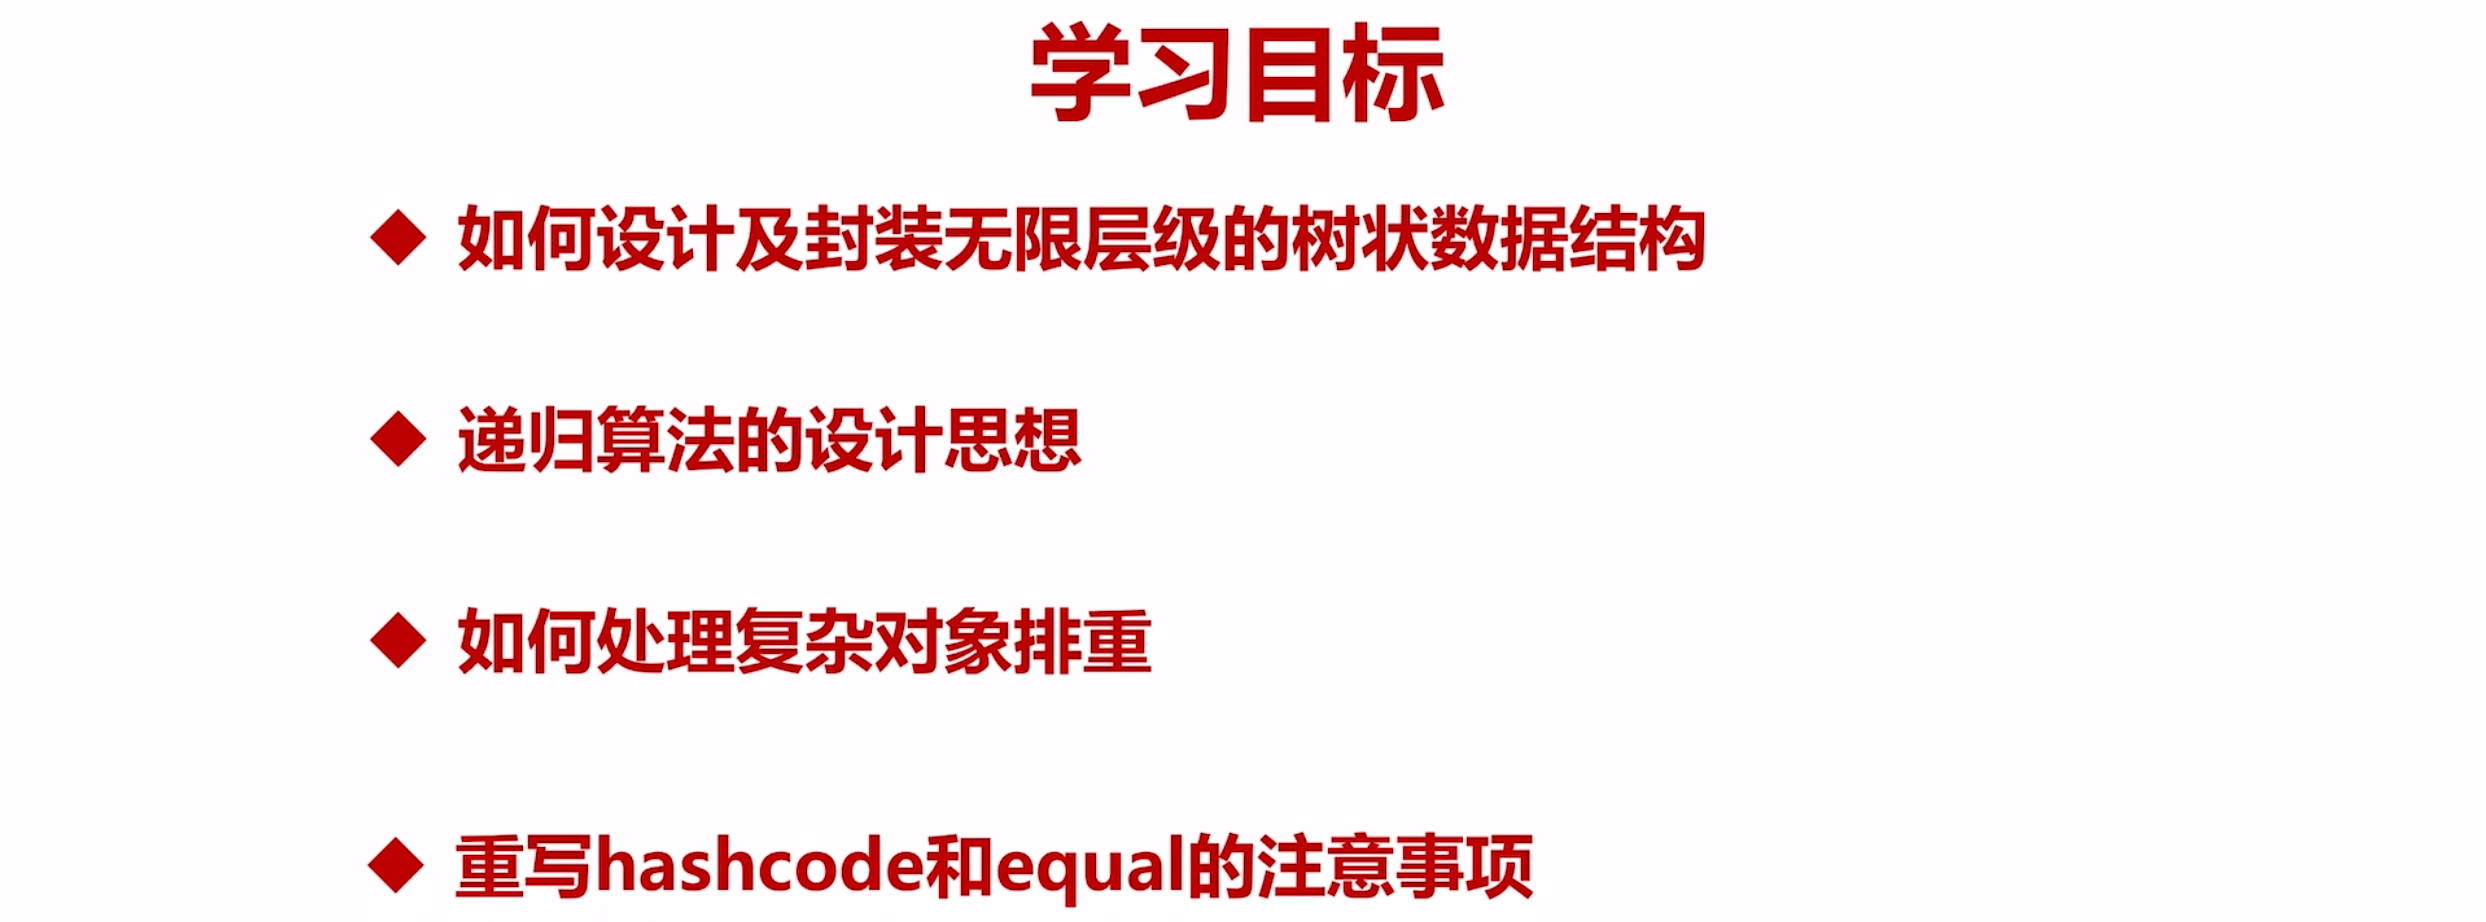 学习目标
◆ 如何设计及封装无限层级的树状数据结构
◆ 递归算法的设计思想
◆ 如何处理复杂对象排重
◆ 重写hashcode和equal的注意事项